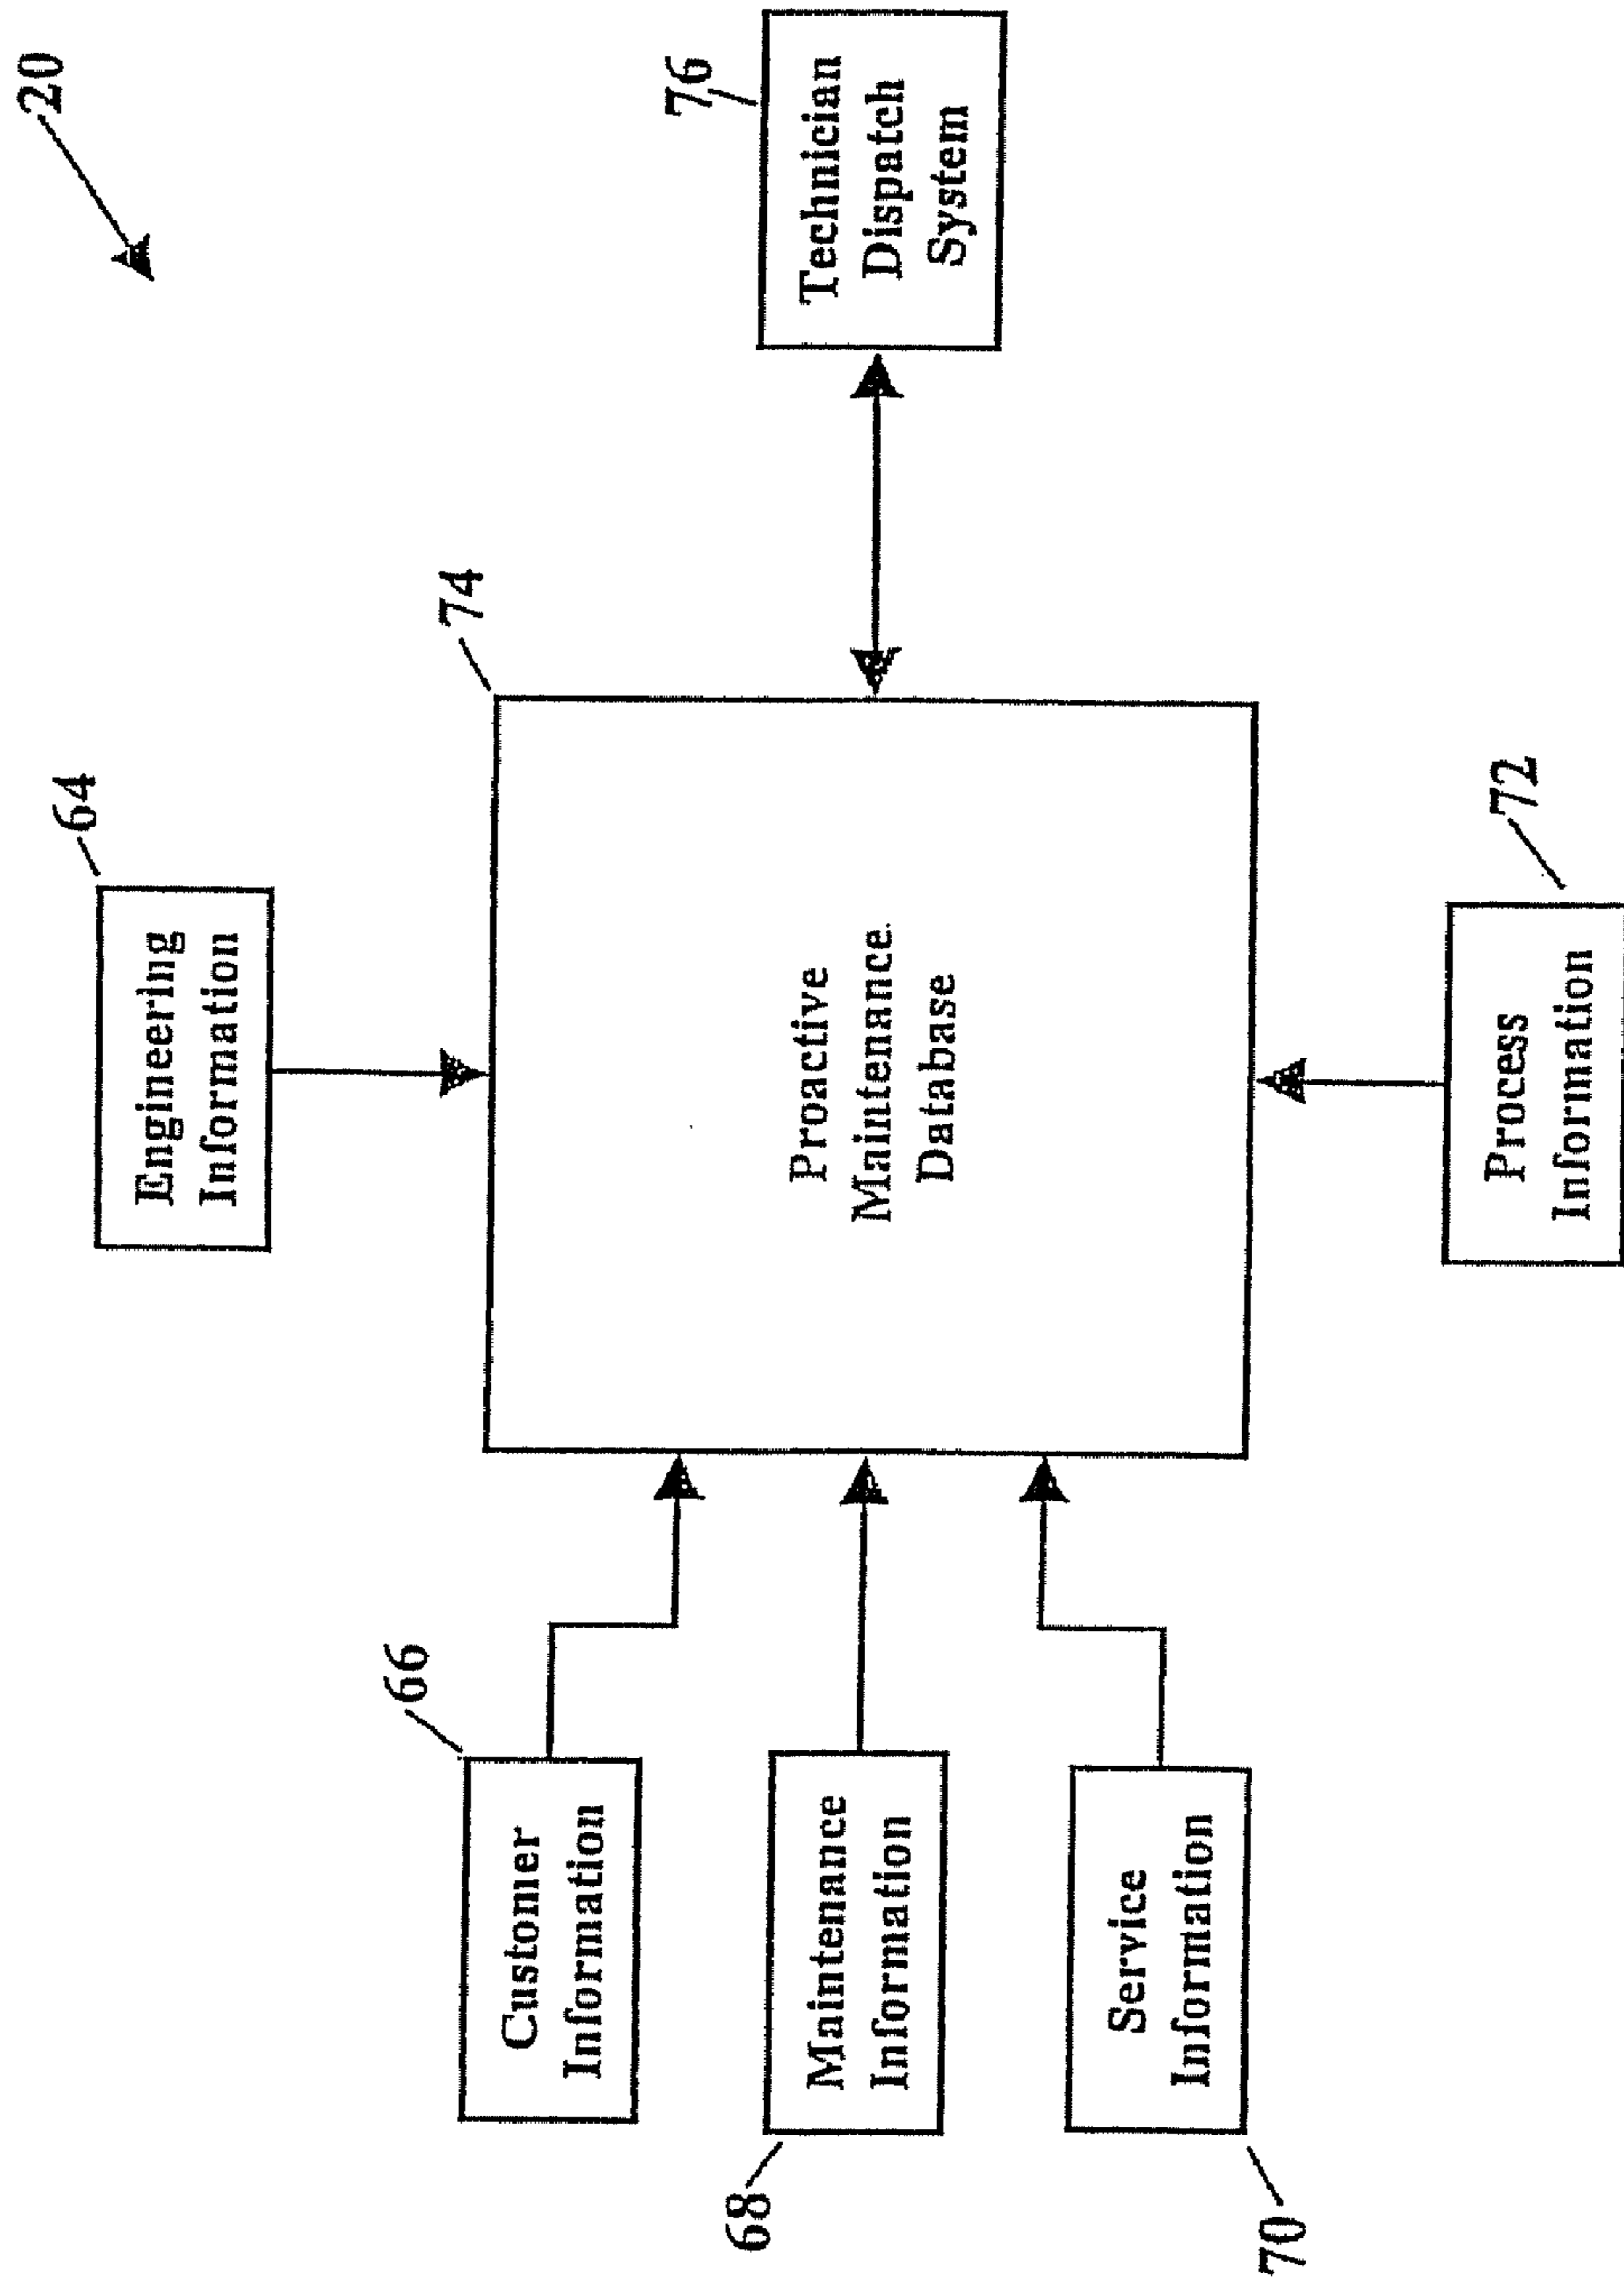 20
64
Engineering
Information
74
76
Technician
Dispatch
System
66
Customer
Information
Proactive
Maintenance
Database
68
Maintenance
Information
Service
Information
70
72
Process
Information